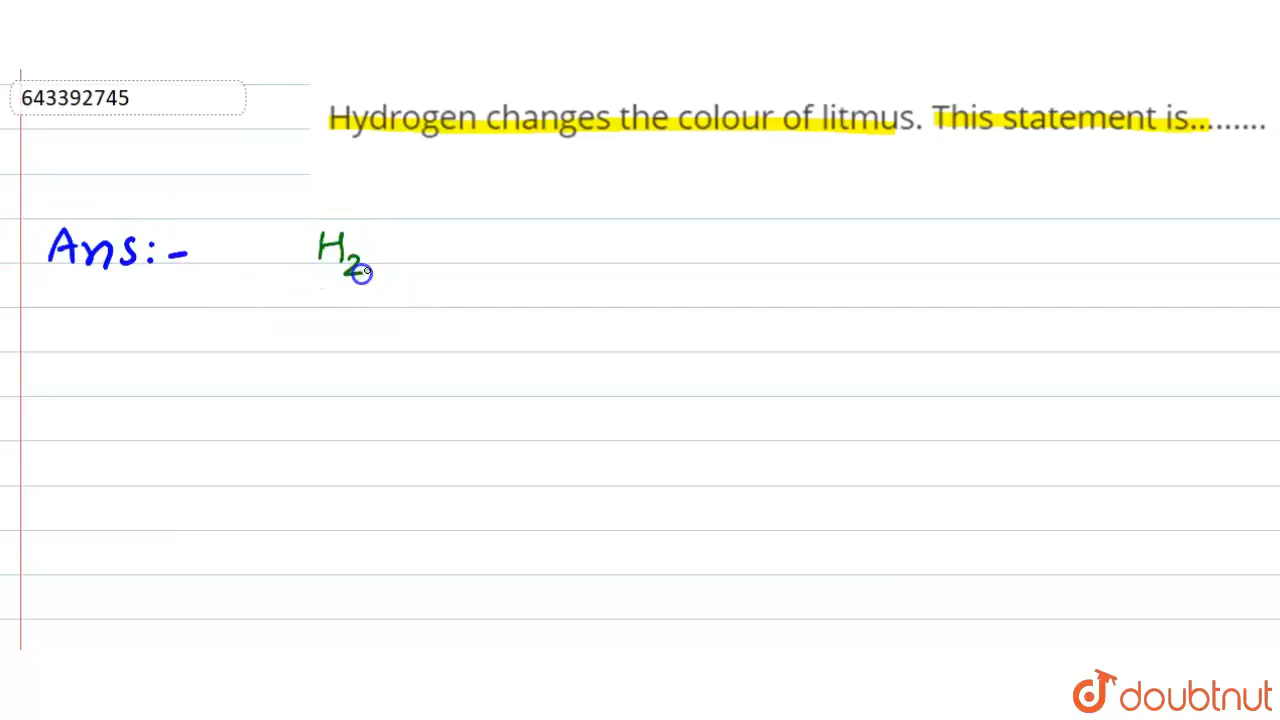 643392745
Hydrogen changes the colour of litmus. This statement is.........
Ans:- H2
doubtnut